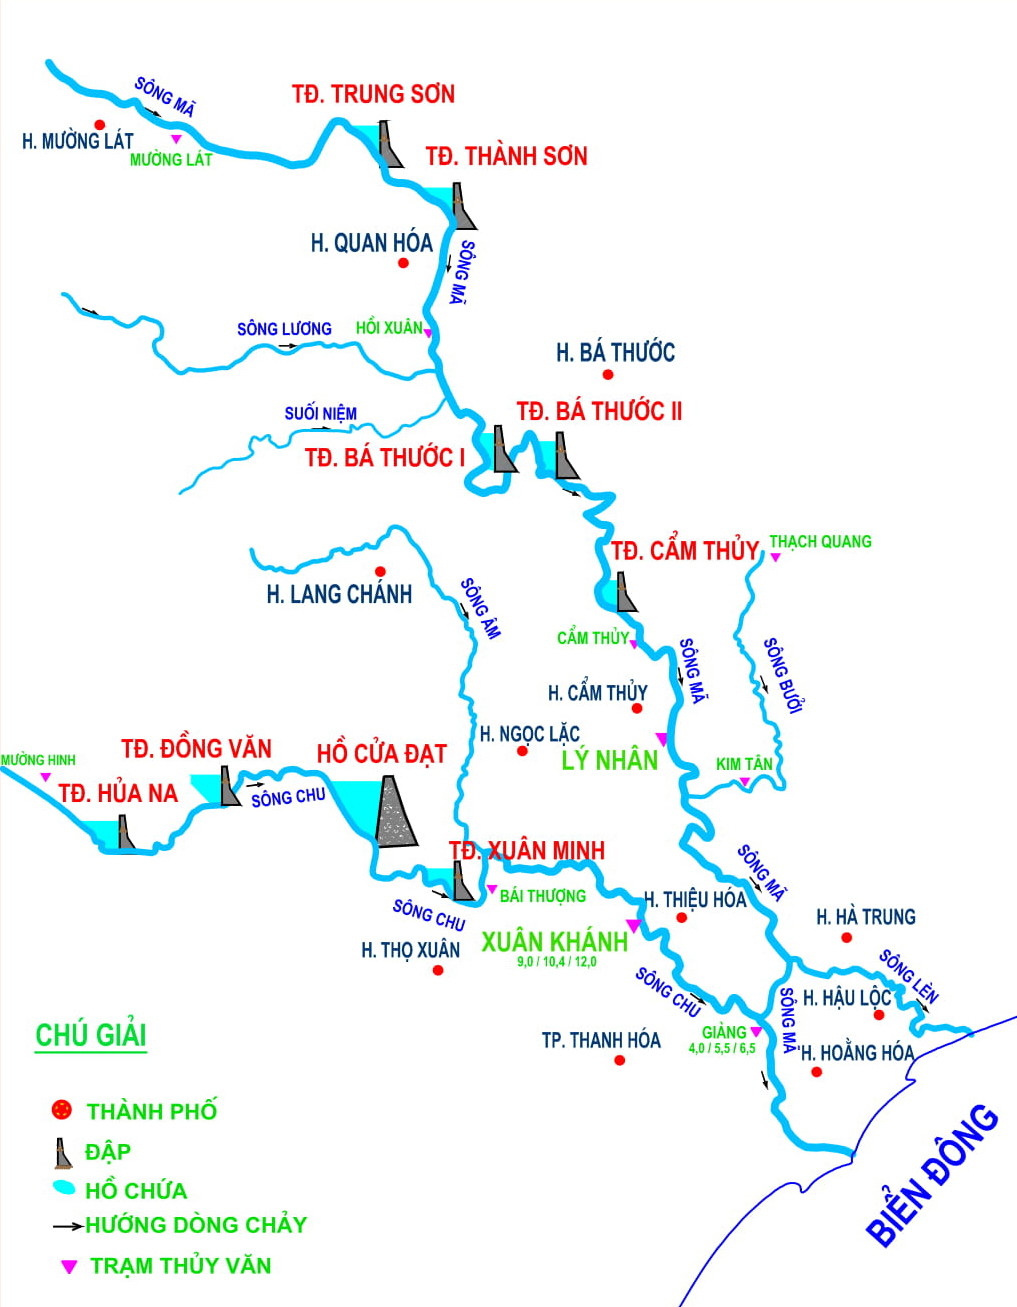 SÔNG MÃ
TĐ. TRUNG SƠN
H. MƯỜNG LÁT
MƯỜNG LÁT
TĐ. THÀNH SƠN
H. QUAN HÓA
SÔNG MÃ
SÔNG LƯƠNG
HỒI XUÂN
H. BÁ THƯỚC
SUỐI NIỆM
TĐ. BÁ THƯỚC II
TĐ. BÁ THƯỚC I
TĐ. CẨM THỦY
THẠCH QUANG
H. LANG CHÁNH
SÔNG ÂM
CẨM THỦY
SÔNG MÃ
SÔNG BƯỞI
H. CẨM THỦY
H. NGỌC LẶC
LÝ NHÂN
KIM TÂN
MƯỜNG HINH
TĐ. ĐỒNG VĂN
HỒ CỬA ĐẠT
TĐ. HỦA NA
SÔNG CHU
TĐ. XUÂN MINH
SÔNG MÃ
BÁI THƯỢNG
H. THIỆU HÓA
SÔNG CHU
H. HÀ TRUNG
H. THỌ XUÂN
XUÂN KHÁNH
9,0 / 10,4 / 12,0
SÔNG LÈN
SÔNG CHU
H. HẬU LỘC
SÔNG MÃ
GIÀNG
4,0 / 5,5 / 6,5
TP. THANH HÓA
H. HOẰNG HÓA
CHÚ GIẢI
THÀNH PHỐ
ĐẬP
HỒ CHỨA
HƯỚNG DÒNG CHẢY
TRẠM THỦY VĂN
BIỂN ĐÔNG